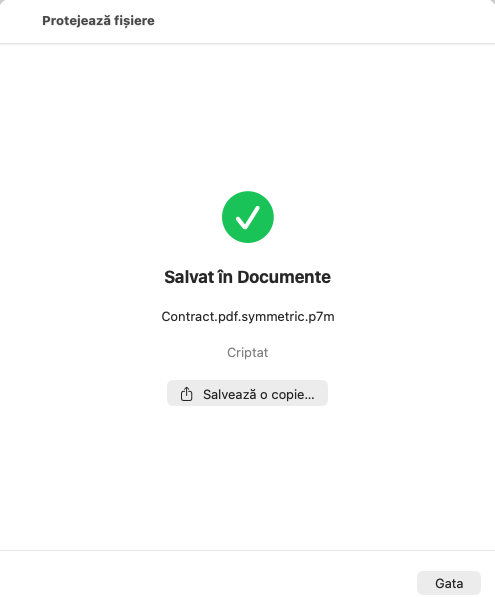 Protejează fișiere
Salvat în Documente
Contract.pdf.symmetric.p7m
Criptat
Salvează o copie...
Gata